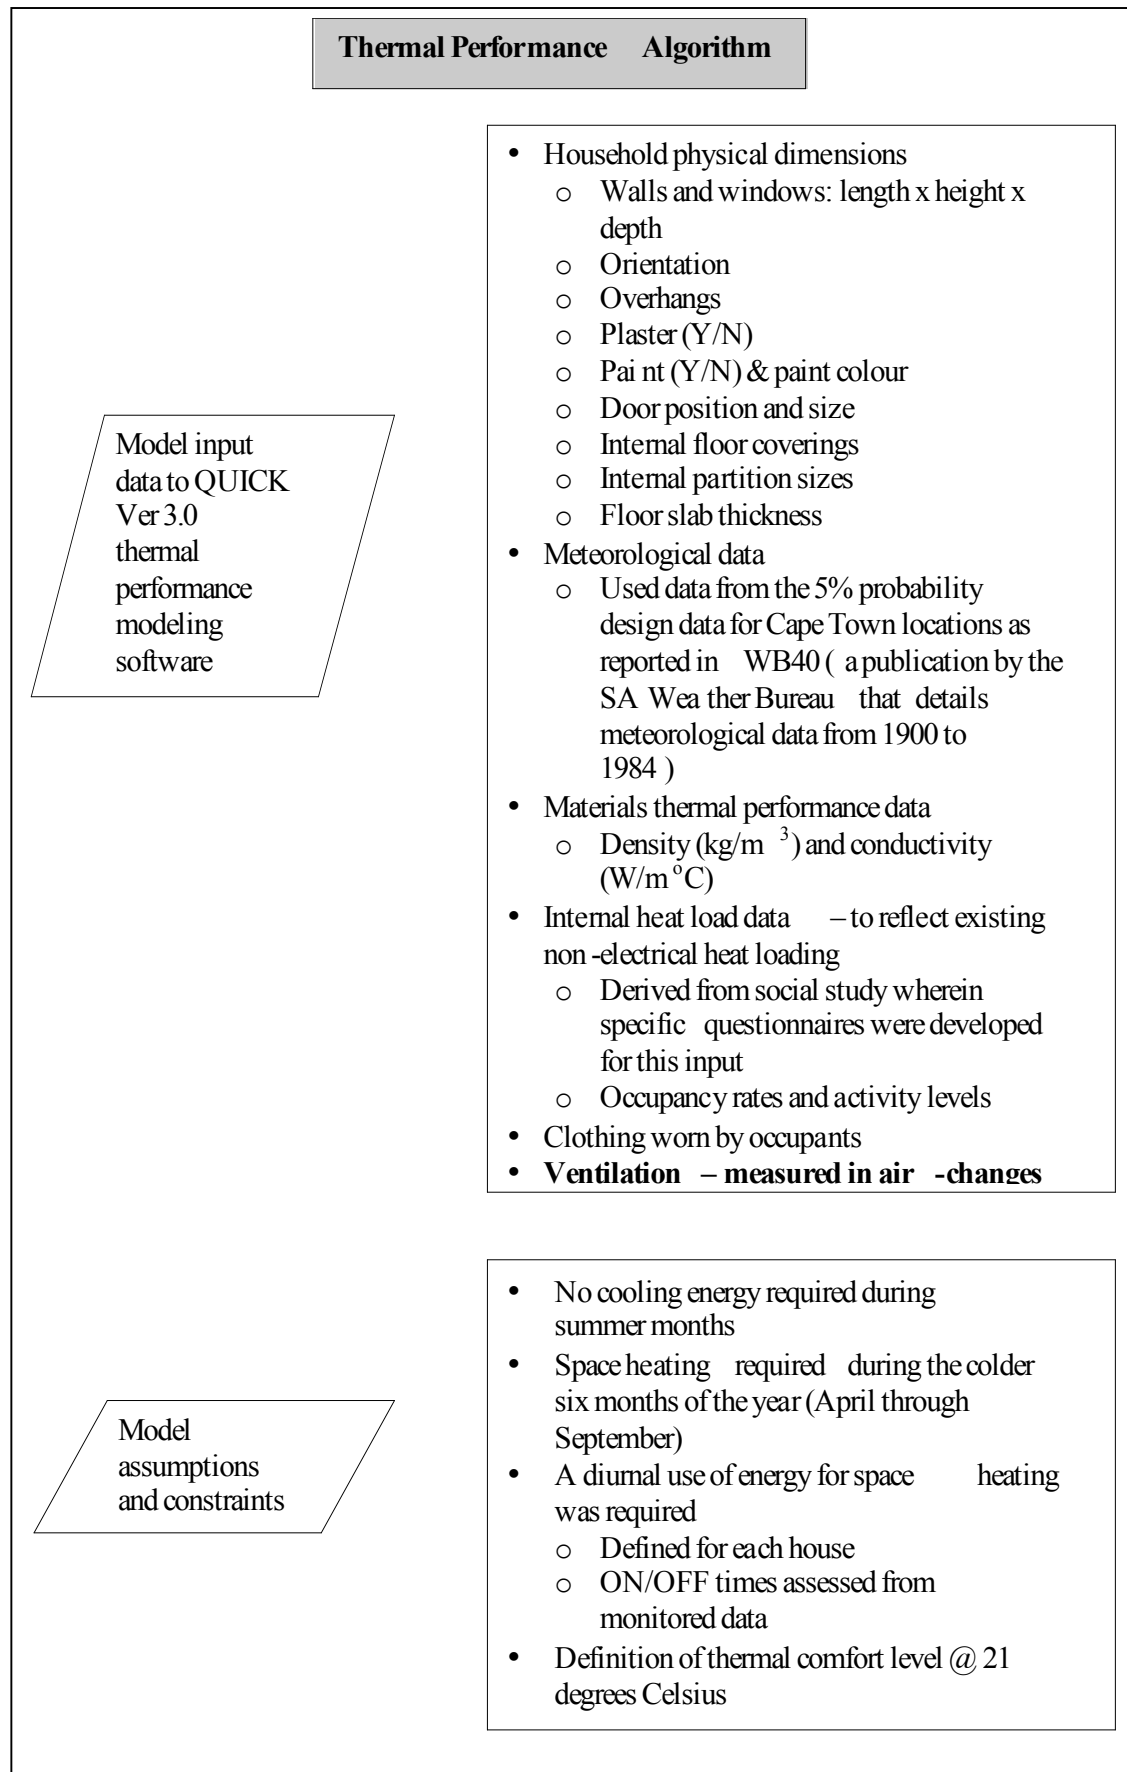 Thermal Performance Algorithm
• Household physical dimensions
o Walls and windows: length x height x
depth
o Orientation
o Overhangs
o Plaster (Y/N)
o Pai nt (Y/N) & paint colour
o Door position and size
o Internal floor coverings
o Internal partition sizes
o Floor slab thickness
• Meteorological data
o Used data from the 5% probability
design data for Cape Town locations as
reported in WB40 ( a publication by the
SA Wea ther Bureau that details
meteorological data from 1900 to
1984 )
• Materials thermal performance data
o Density (kg/m 3) and conductivity
(W/m oC)
• Internal heat load data – to reflect existing
non -electrical heat loading
o Derived from social study wherein
specific questionnaires were developed
for this input
o Occupancy rates and activity levels
• Clothing worn by occupants
• Ventilation – measured in air -changes
Model input
data to QUICK
Ver 3.0
thermal
performance
modeling
software
• No cooling energy required during
summer months
• Space heating required during the colder
six months of the year (April through
September)
• A diurnal use of energy for space heating
was required
o Defined for each house
o ON/OFF times assessed from
monitored data
• Definition of thermal comfort level @ 21
degrees Celsius
Model
assumptions
and constraints